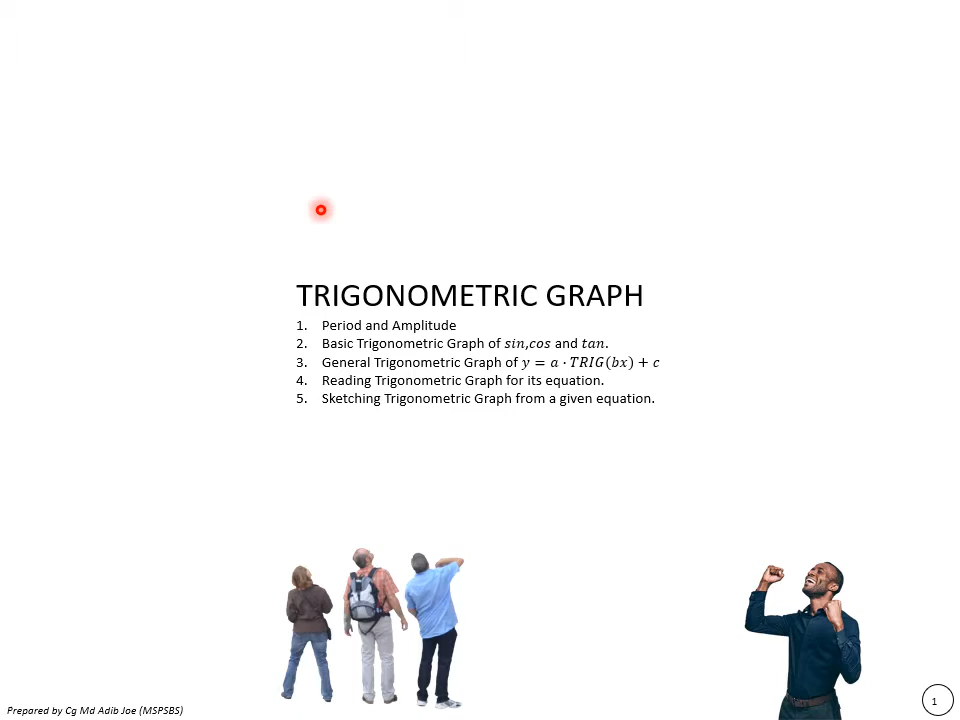 TRIGONOMETRIC GRAPH
1. Period and Amplitude
2. Basic Trigonometric Graph of sin,cos and tan.
3. General Trigonometric Graph of y = a · TRIG(bx) + c
4. Reading Trigonometric Graph for its equation.
5. Sketching Trigonometric Graph from a given equation.
Prepared by Cg Md Adib Joe (MSPSBS)
1